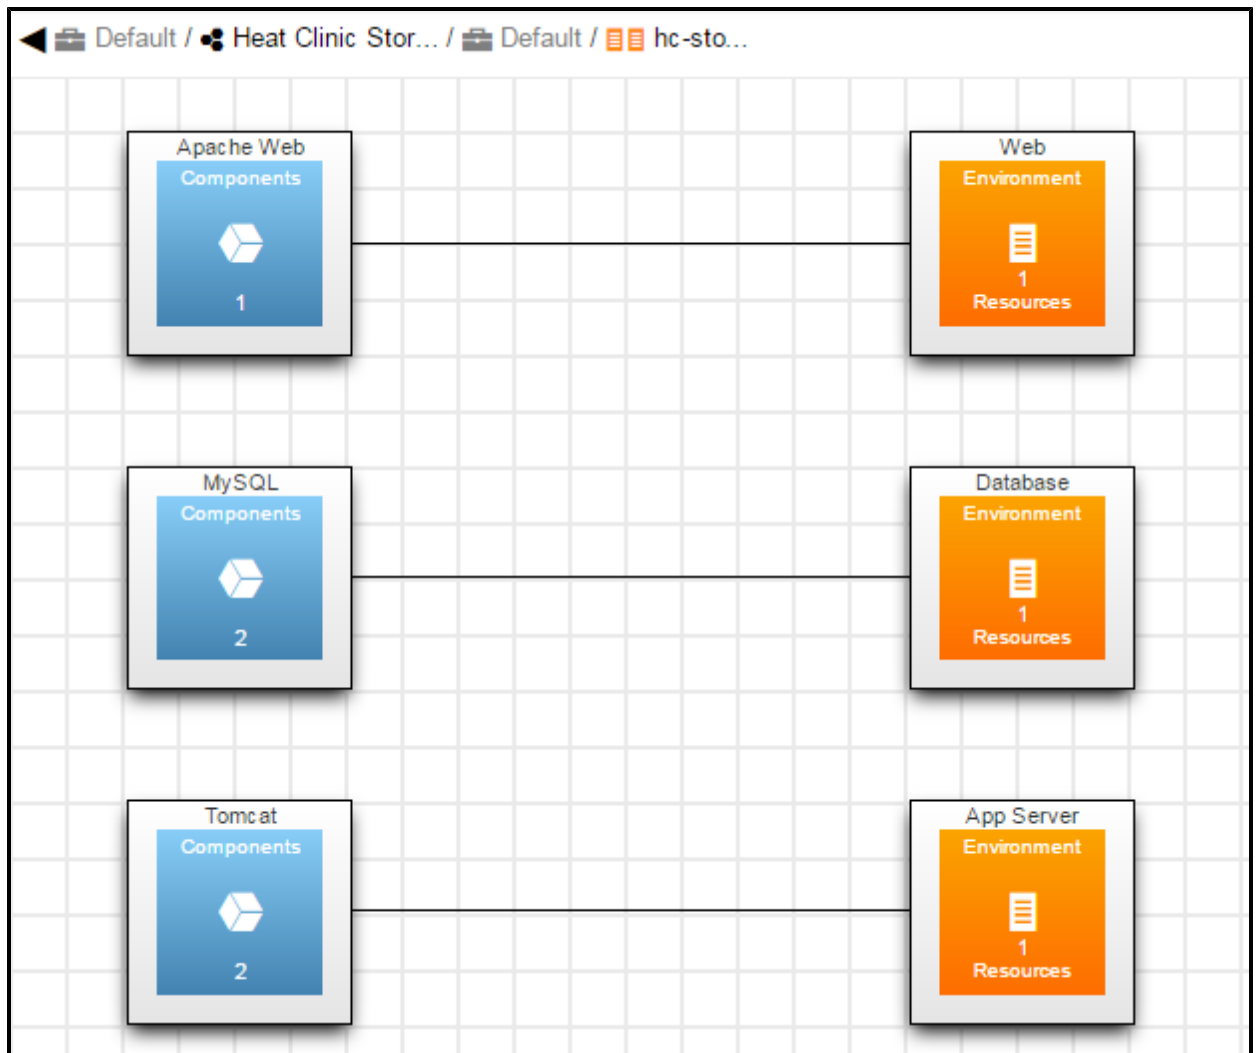 Default / Heat Clinic Stor... / Default / hc-sto...
Apache Web
Components
1
Web
Environment
1
Resources
MySQL
Components
2
Database
Environment
1
Resources
Tomcat
Components
2
App Server
Environment
1
Resources